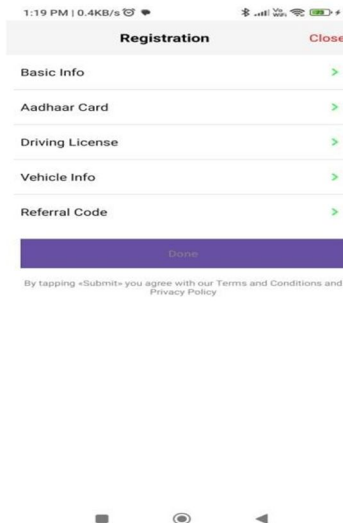 1:19 PM | 0.4KB/s
Registration Close
Basic Info
Aadhaar Card
Driving License
Vehicle Info
Referral Code
Done
By tapping «Submit» you agree with our Terms and Conditions and
Privacy Policy